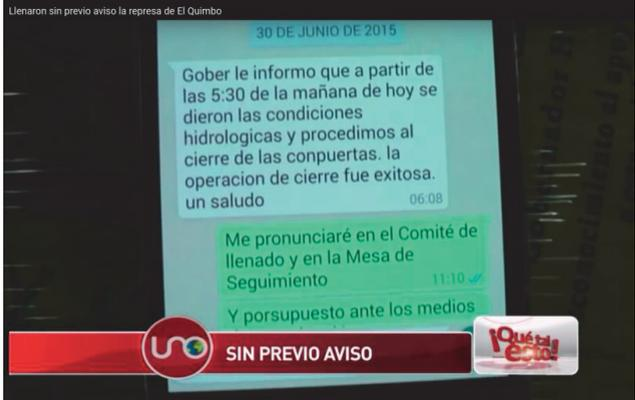 Llenaron sin previo aviso la represa de El Quimbo
30 DE JUNIO DE 2015
Gober le informo que a partir de
las 5:30 de la mañana de hoy se
dieron las condiciones
hidrologicas y procedimos al
cierre de las conpuertas. la
operacion de cierre fue exitosa.
un saludo
06:08
Me pronunciaré en el Comité de
llenado y en la Mesa de
Seguimiento
11:10
Y porsupuesto ante los medios
UNO
SIN PREVIO AVISO
¡Qué tal
esto!